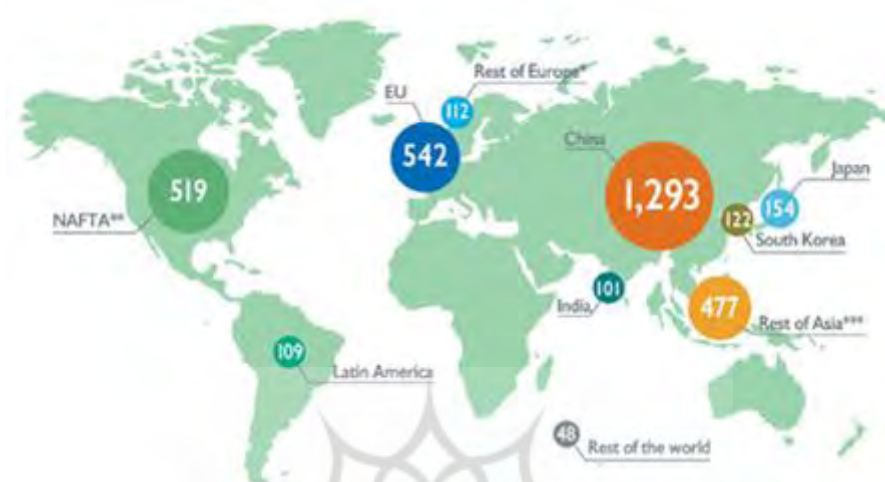 Rest of Europe*
112
EU
542
China
1,293
519
NAFTA**
Japan
154
122
South Korea
101
India
477
Rest of Asia***
109
Latin America
48
Rest of the world